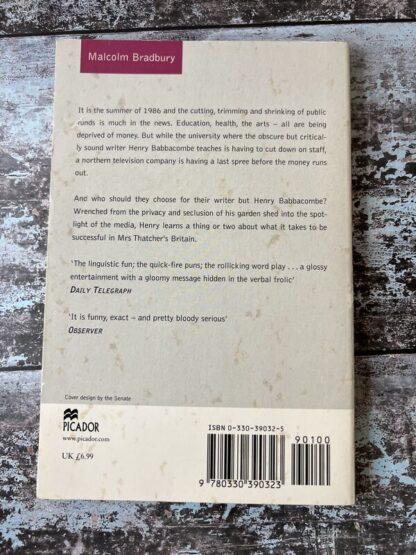 Malcolm Bradbury
It is the summer of 1986 and the cutting, trimming and shrinking of public
funds is much in the news. Education, health, the arts – all are being
deprived of money. But while the university where the obscure but critical-
ly sound writer Henry Babbacombe teaches is having to cut down on staff,
a northern television company is having a last spree before the money runs
out.
And who should they choose for their writer but Henry Babbacombe?
Wrenched from the privacy and seclusion of his garden shed into the spot-
light of the media, Henry learns a thing or two about what it takes to be
successful in Mrs Thatcher's Britain.
'The linguistic fun; the quick-fire puns; the rollicking word play . . . a glossy
entertainment with a gloomy message hidden in the verbal frolic'
DAILY TELEGRAPH
'It is funny, exact – and pretty bloody serious'
OBSERVER
Cover design by the Senate
PICADOR
www.picador.com
UK £6.99
ISBN 0-330-39032-5
90100
9 780330 390323